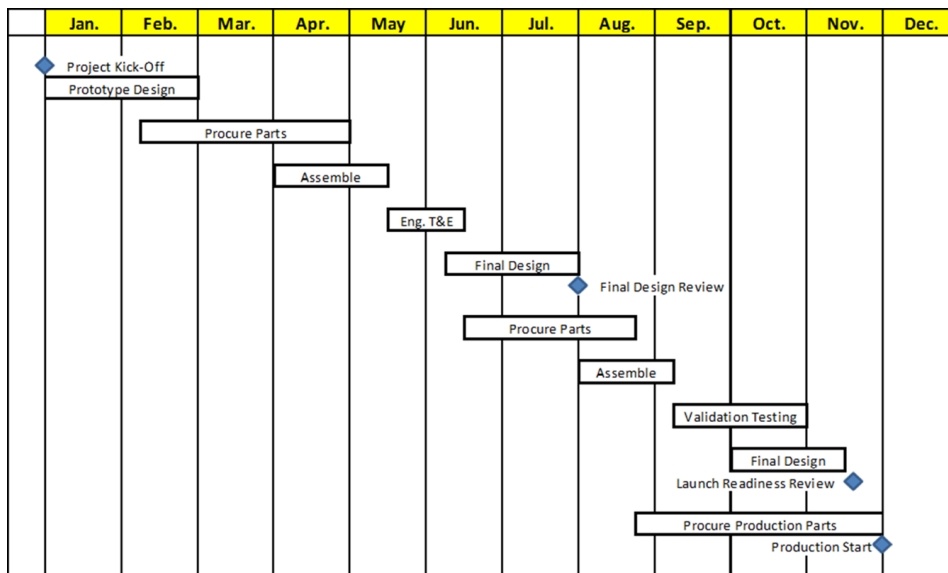 Jan. Feb. Mar. Apr. May Jun. Jul. Aug. Sep. Oct. Nov. Dec.
Project Kick-Off
Prototype Design
Procure Parts
Assemble
Eng. T&E
Final Design
Final Design Review
Procure Parts
Assemble
Validation Testing
Final Design
Launch Readiness Review
Procure Production Parts
Production Start